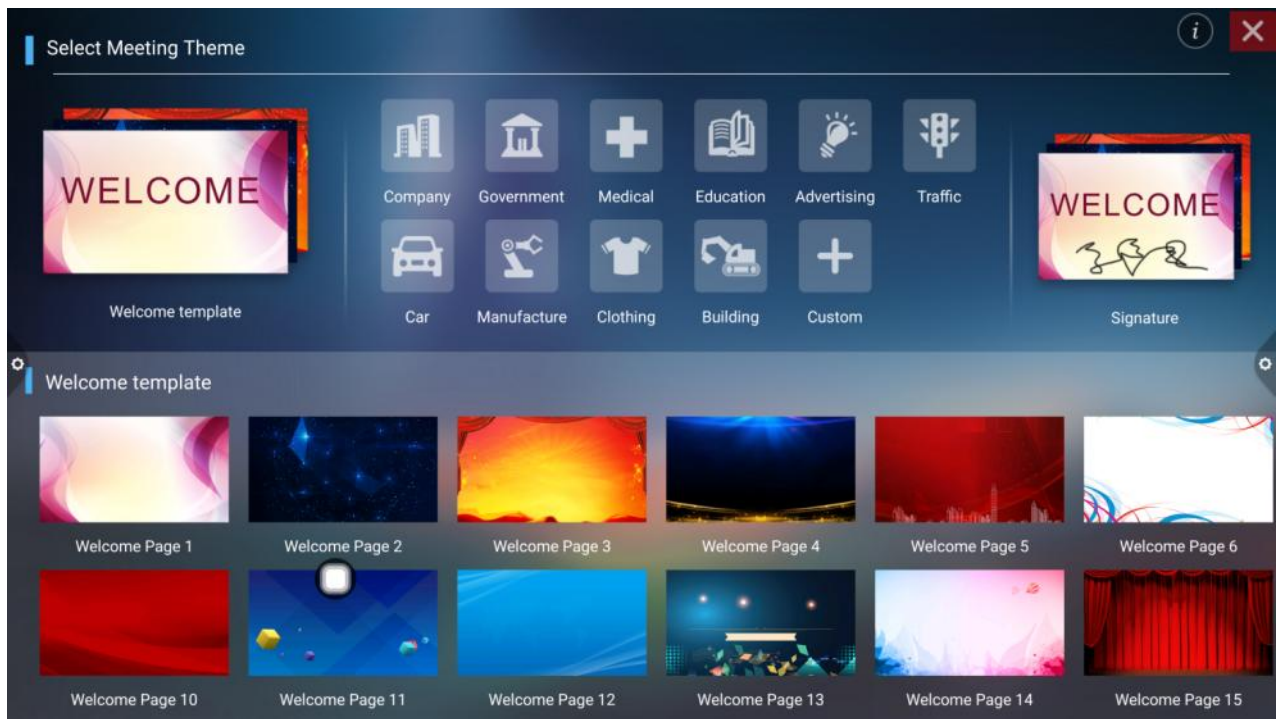 Select Meeting Theme
i
WELCOME
Welcome template
Company
Government
Medical
Education
Advertising
Traffic
Car
Manufacture
Clothing
Building
Custom
WELCOME
Signature
Welcome template
Welcome Page 1
Welcome Page 2
Welcome Page 3
Welcome Page 4
Welcome Page 5
Welcome Page 6
Welcome Page 10
Welcome Page 11
Welcome Page 12
Welcome Page 13
Welcome Page 14
Welcome Page 15